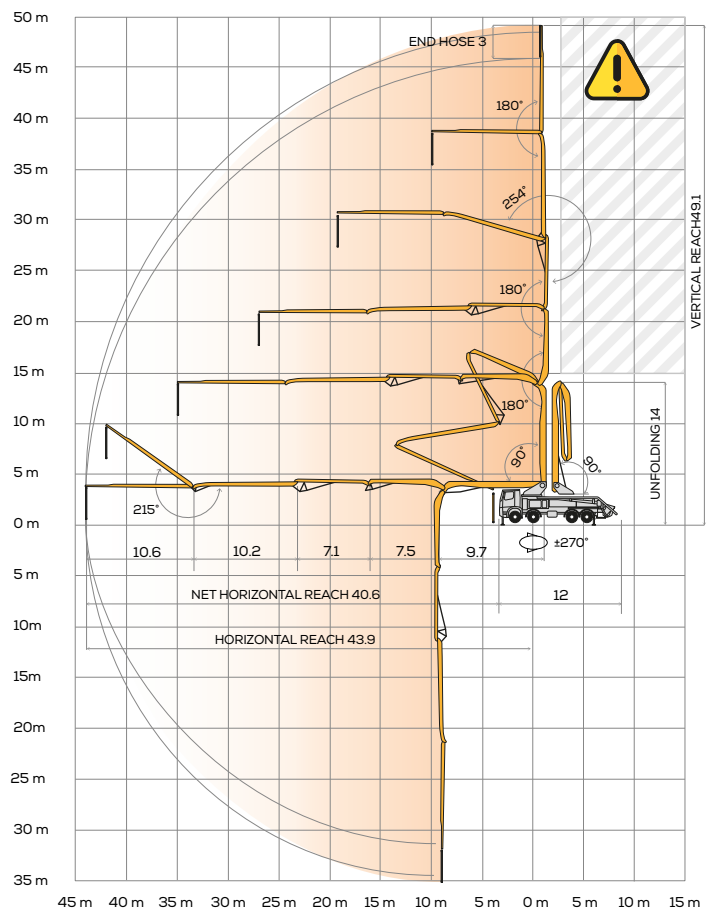 50 m
END HOSE 3
45 m
180°
40 m
35 m
254°
30 m
VERTICAL REACH49.1
25 m
180°
20 m
15 m
180°
10 m
UNFOLDING 14
90°
90°
5 m
215°
0 m
±270°
10.6 10.2 7.1 7.5 9.7
5 m
NET HORIZONTAL REACH 40.6
12
10m
HORIZONTAL REACH 43.9
15m
20m
25 m
30 m
35 m
45 m 40 m 35 m 30 m 25 m 20 m 15 m 10 m 5 m 0 m 5 m 10 m 15 m